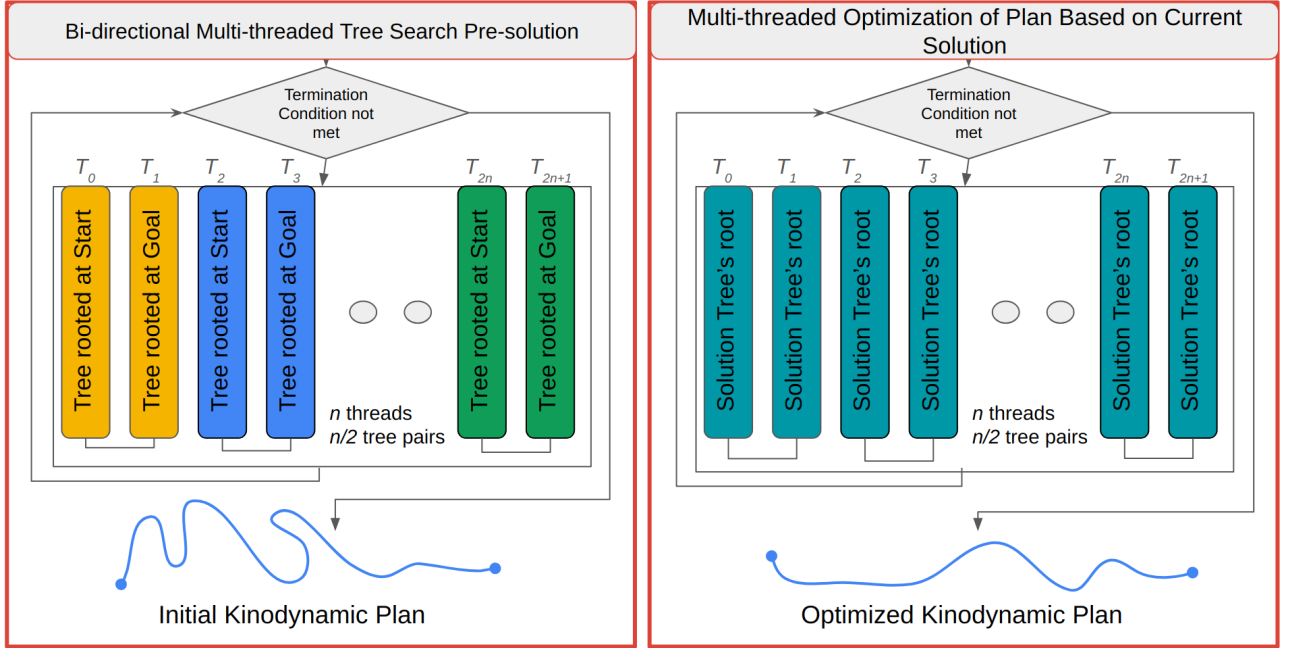 Bi-directional Multi-threaded Tree Search Pre-solution
Termination
Condition not
met
T0
T1
T2
T3
T2n
T2n+1
Tree rooted at Start
Tree rooted at Goal
Tree rooted at Start
Tree rooted at Goal
Tree rooted at Start
Tree rooted at Goal
n threads
n/2 tree pairs
Initial Kinodynamic Plan
Multi-threaded Optimization of Plan Based on Current
Solution
Termination
Condition not
met
T0
T1
T2
T3
T2n
T2n+1
Solution Tree's root
Solution Tree's root
Solution Tree's root
Solution Tree's root
Solution Tree's root
Solution Tree's root
n threads
n/2 tree pairs
Optimized Kinodynamic Plan